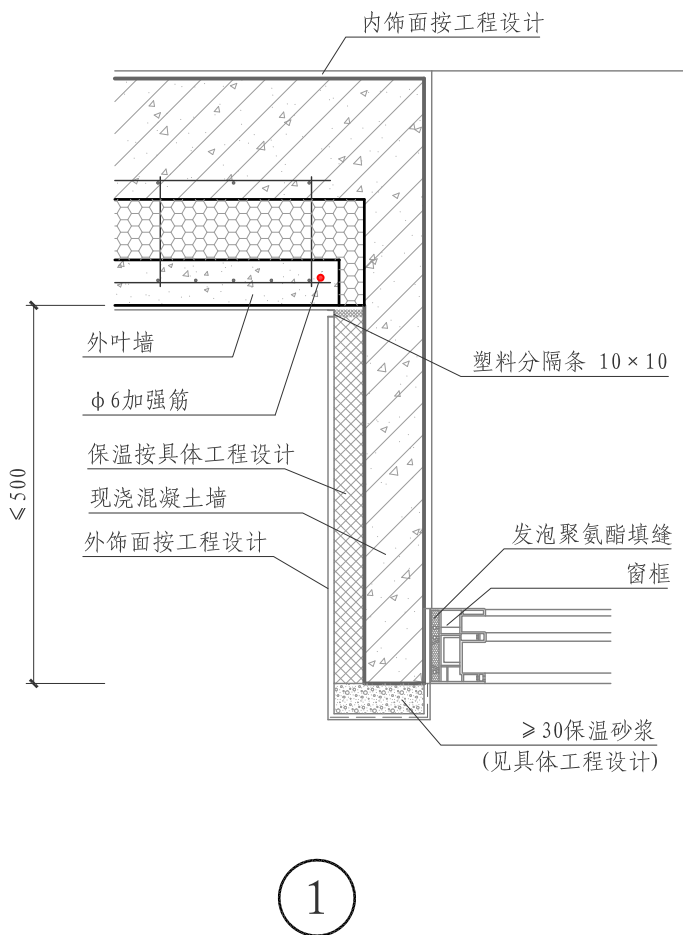 内饰面按工程设计
外叶墙
塑料分隔条 10×10
ф6加强筋
保温按具体工程设计
≤500
现浇混凝土墙
外饰面按工程设计
发泡聚氨酯填缝
窗框
≥30保温砂浆
(见具体工程设计)
1